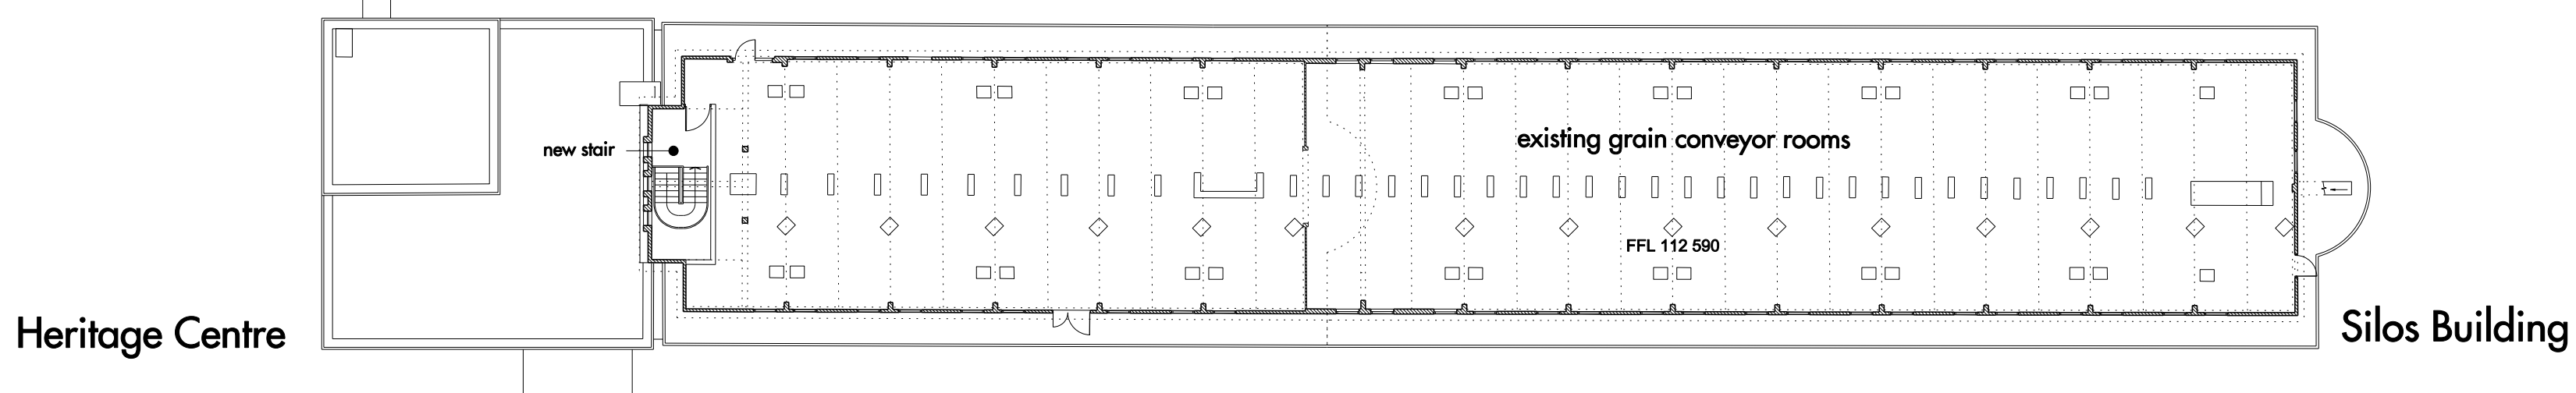 existing grain conveyor rooms
new stair
FFL 112 590
Heritage Centre
Silos Building